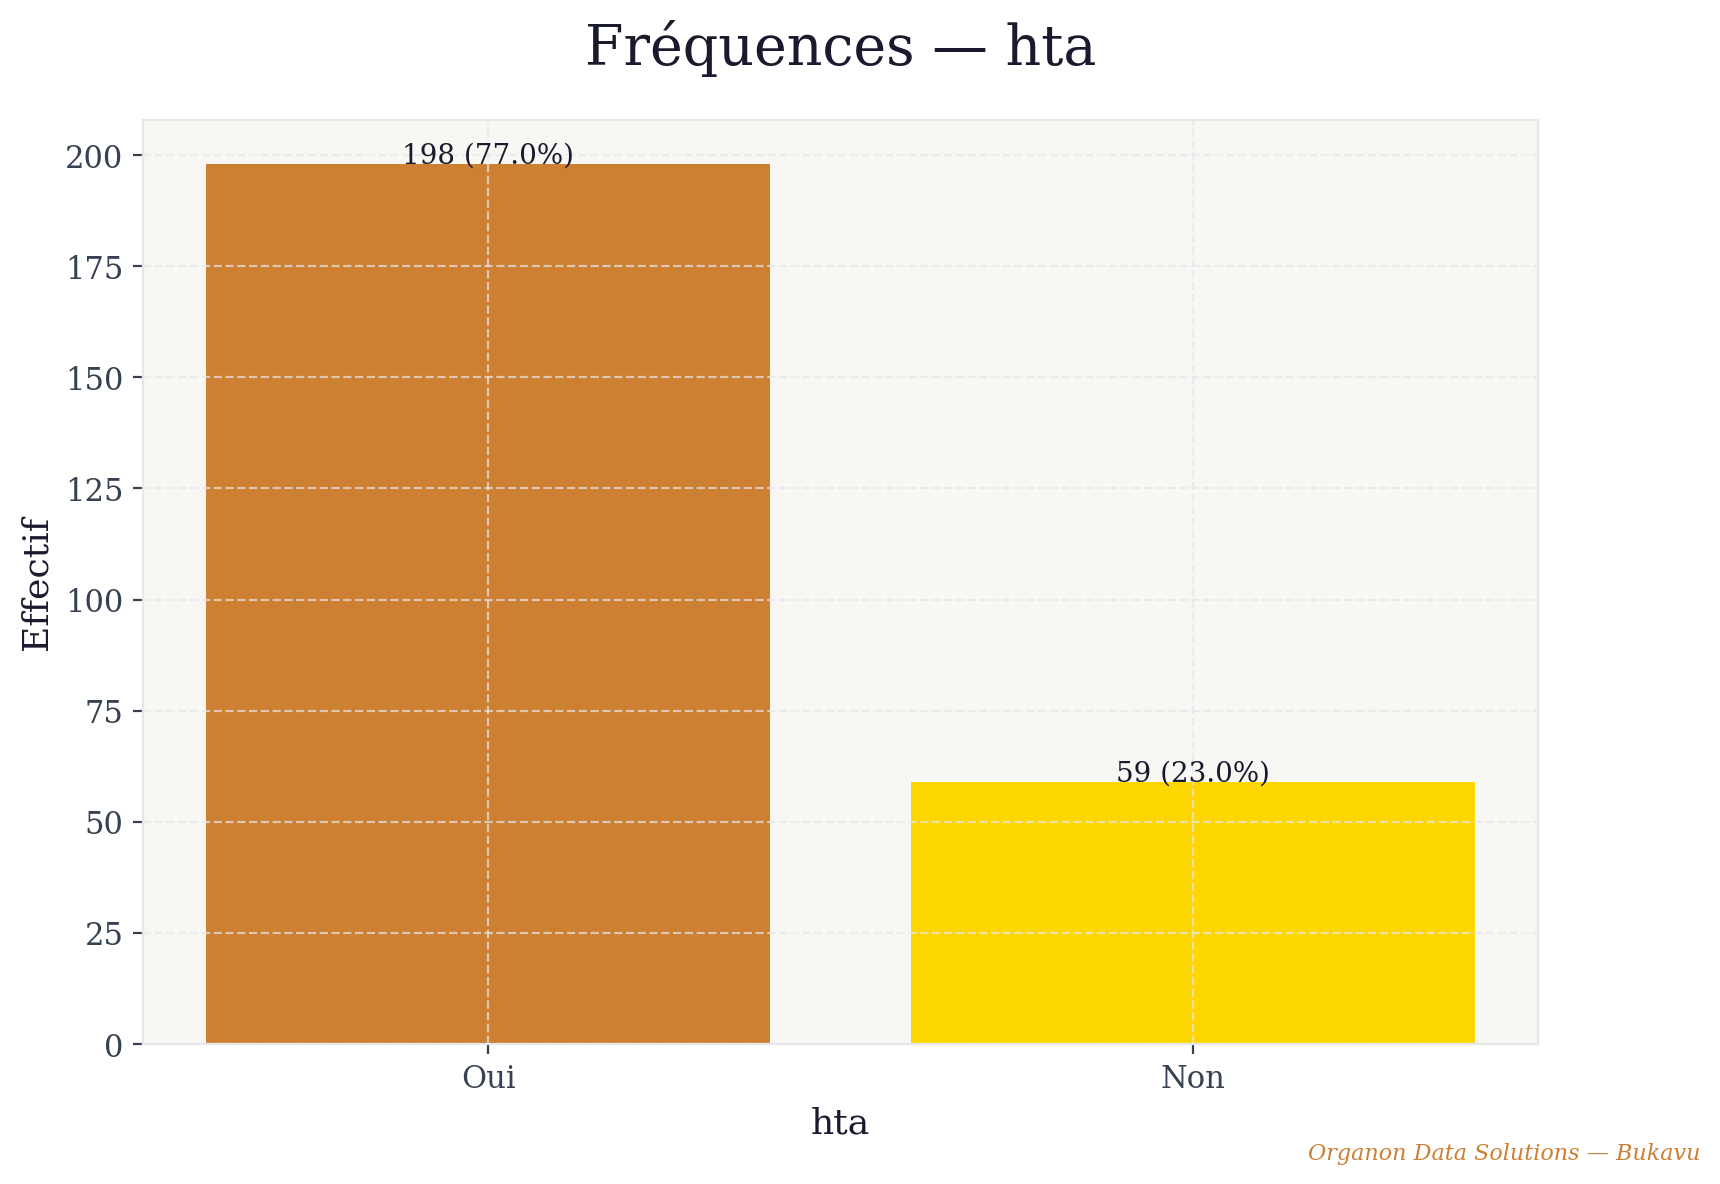 Fréquences — hta
Effectif
200
175
150
125
100
75
50
25
0
198 (77.0%)
59 (23.0%)
Oui
Non
hta
Organon Data Solutions — Bukavu